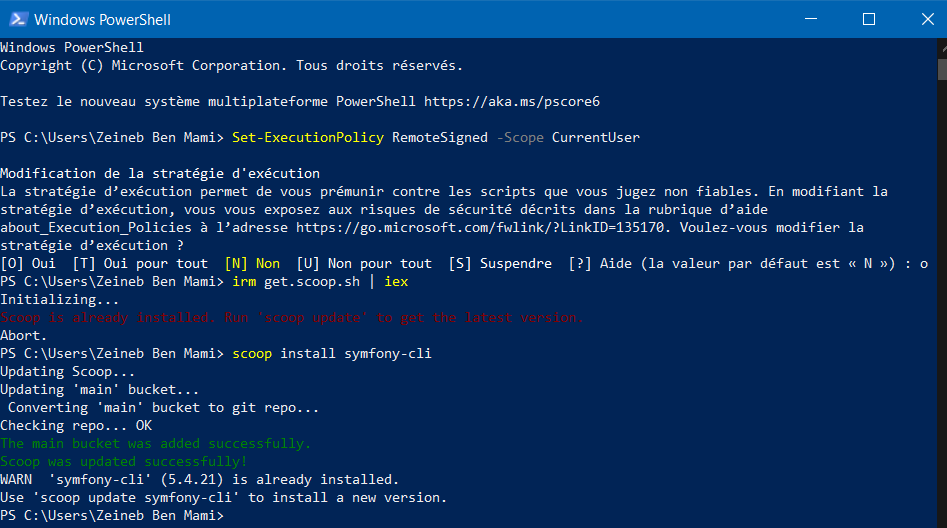 Windows PowerShell
Windows PowerShell
Copyright (C) Microsoft Corporation. Tous droits réservés.
Testez le nouveau système multiplateforme PowerShell https://aka.ms/pscore6
PS C:\Users\Zeineb Ben Mami> Set-ExecutionPolicy RemoteSigned -Scope CurrentUser
Modification de la stratégie d'exécution
La stratégie d’exécution permet de vous prémunir contre les scripts que vous jugez non fiables. En modifiant la
stratégie d’exécution, vous vous exposez aux risques de sécurité décrits dans la rubrique d’aide
about_Execution_Policies à l’adresse https://go.microsoft.com/fwlink/?LinkID=135170. Voulez-vous modifier la
stratégie d’exécution ?
[O] Oui  [T] Oui pour tout  [N] Non  [U] Non pour tout  [S] Suspendre  [?] Aide (la valeur par défaut est « N ») : o
PS C:\Users\Zeineb Ben Mami> irm get.scoop.sh | iex
Initializing...
Scoop is already installed. Run 'scoop update' to get the latest version.
Abort.
PS C:\Users\Zeineb Ben Mami> scoop install symfony-cli
Updating Scoop...
Updating 'main' bucket...
 Converting 'main' bucket to git repo...
Checking repo... OK
The main bucket was added successfully.
Scoop was updated successfully!
WARN  'symfony-cli' (5.4.21) is already installed.
Use 'scoop update symfony-cli' to install a new version.
PS C:\Users\Zeineb Ben Mami>